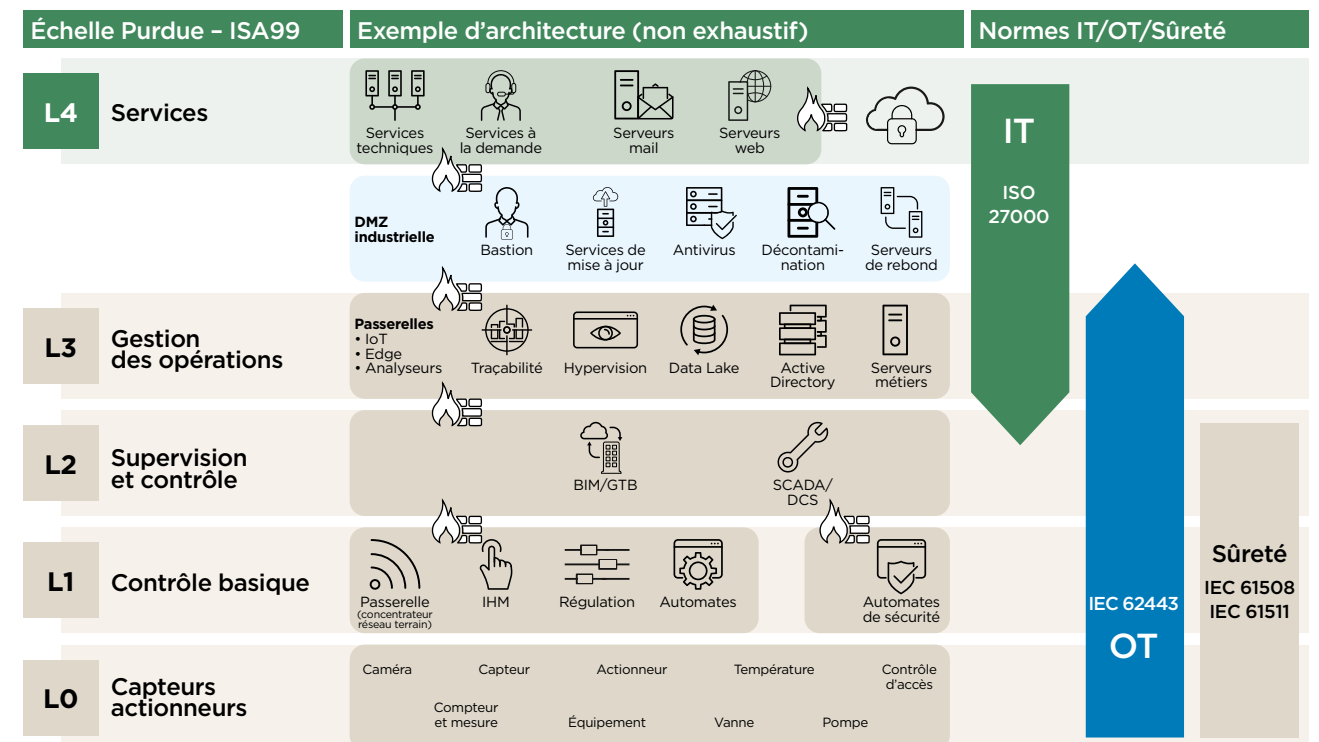 Échelle Purdue – ISA99
Exemple d'architecture (non exhaustif)
Normes IT/OT/Sûreté
L4
Services
Services
techniques
Services à
la demande
Serveurs
mail
Serveurs
web
IT
ISO
27000
DMZ
industrielle
Bastion
Services de
mise à jour
Antivirus
Décontami-
nation
Serveurs
de rebond
L3
Gestion
des opérations
Passerelles
• IoT
• Edge
• Analyseurs
Traçabilité
Hypervision
Data Lake
Active
Directory
Serveurs
métiers
L2
Supervision
et contrôle
BIM/GTB
SCADA/
DCS
L1
Contrôle basique
Passerelle
(concentrateur
réseau terrain)
IHM
Régulation
Automates
Automates
de sécurité
IEC 62443
OT
Sûreté
IEC 61508
IEC 61511
L0
Capteurs
actionneurs
Caméra
Capteur
Actionneur
Température
Contrôle
d'accès
Compteur
et mesure
Équipement
Vanne
Pompe